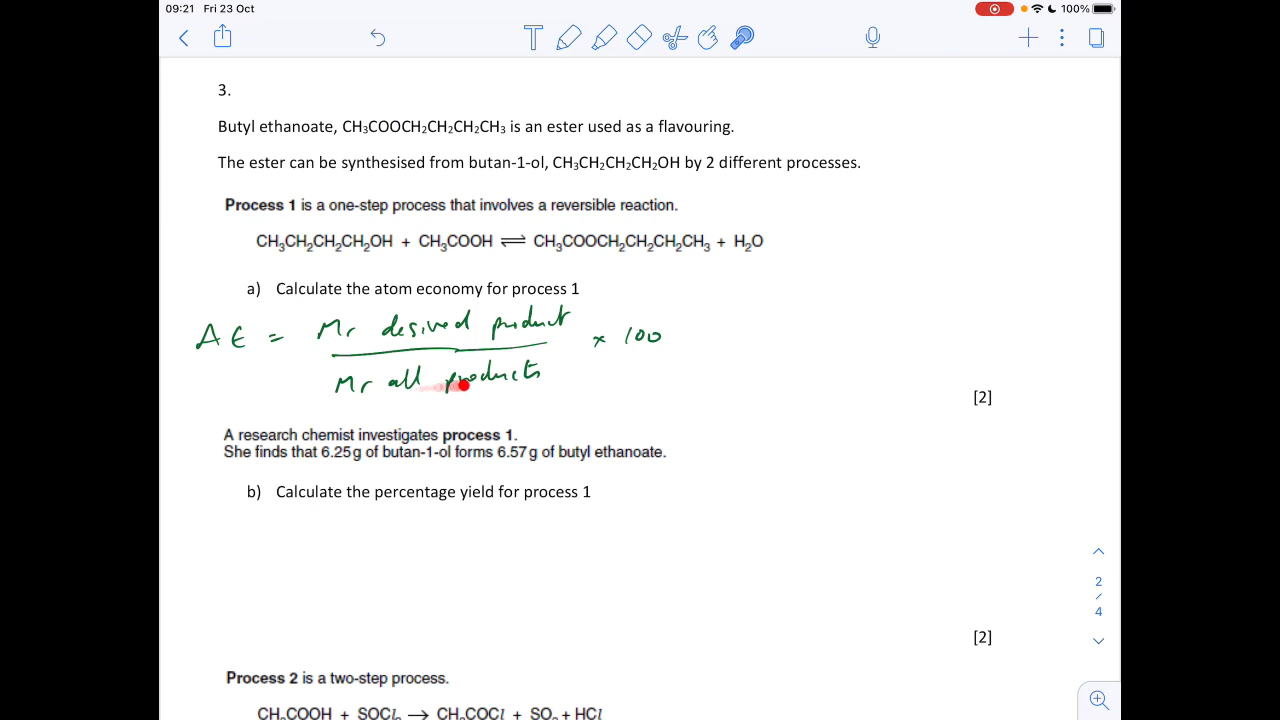 09:21 Fri 23 Oct 100%
3.
Butyl ethanoate, CH₃COOCH₂CH₂CH₂CH₃ is an ester used as a flavouring.
The ester can be synthesised from butan-1-ol, CH₃CH₂CH₂CH₂OH by 2 different processes.
Process 1 is a one-step process that involves a reversible reaction.
CH₃CH₂CH₂CH₂OH + CH₃COOH ⇌ CH₃COOCH₂CH₂CH₂CH₃ + H₂O
a) Calculate the atom economy for process 1
Mr desired product
AE = ────────── × 100
Mr all products
[2]
A research chemist investigates process 1.
She finds that 6.25 g of butan-1-ol forms 6.57 g of butyl ethanoate.
b) Calculate the percentage yield for process 1
2
/
4
[2]
Process 2 is a two-step process.
CH₃COOH + SOCl₂ → CH₃COCl + SO₂ + HCl